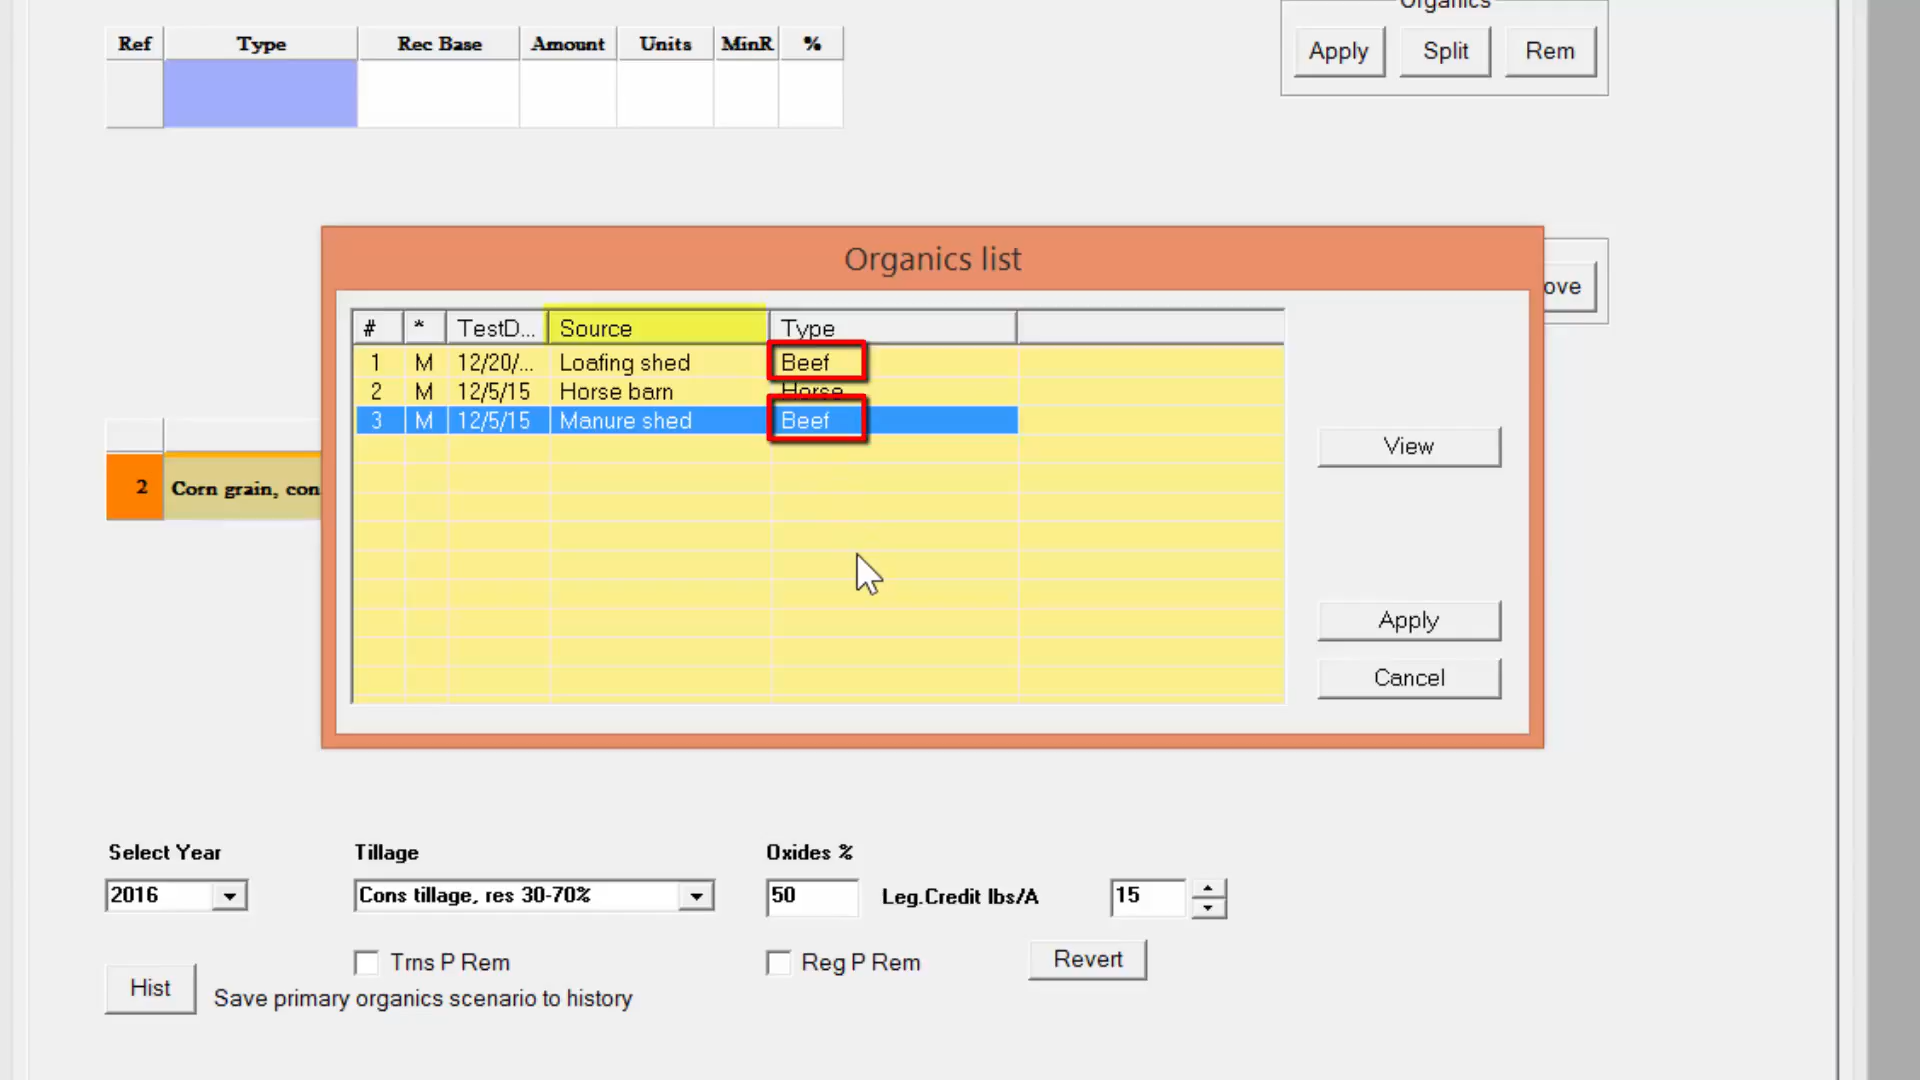 Organics
Ref Type Rec Base Amount Units MinR %
Apply Split Rem
Organics list
ove
# * TestD... Source Type
1 M 12/20/... Loafing shed Beef
2 M 12/5/15 Horse barn Horse
3 M 12/5/15 Manure shed Beef
View
2 Corn grain, con
Apply
Cancel
Select Year Tillage Oxides %
2016 Cons tillage, res 30-70% 50 Leg.Credit lbs/A 15
Trns P Rem Reg P Rem Revert
Hist Save primary organics scenario to history